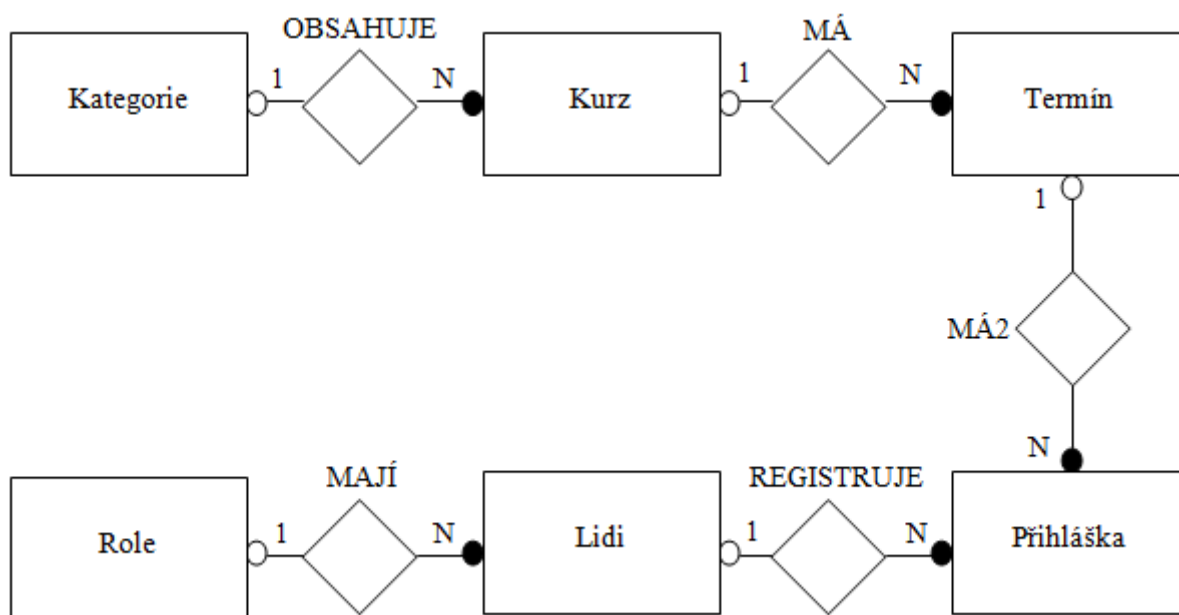 OBSAHUJE
MÁ
Kategorie
1
N
Kurz
1
N
Termín
1
MÁ2
N
MAJÍ
REGISTRUJE
Role
1
N
Lidi
1
N
Přihláška